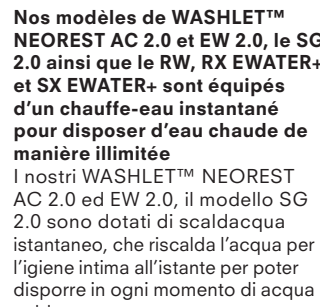 Nos modèles de WASHLET™
NEOREST AC 2.0 et EW 2.0, le SG
2.0 ainsi que le RW, RX EWATER+
et SX EWATER+ sont équipés
d'un chauffe-eau instantané
pour disposer d'eau chaude de
manière illimitée
I nostri WASHLET™ NEOREST
AC 2.0 ed EW 2.0, il modello SG
2.0 sono dotati di scaldacqua
istantaneo, che riscalda l'acqua per
l'igiene intima all'istante per poter
disporre in ogni momento di acqua